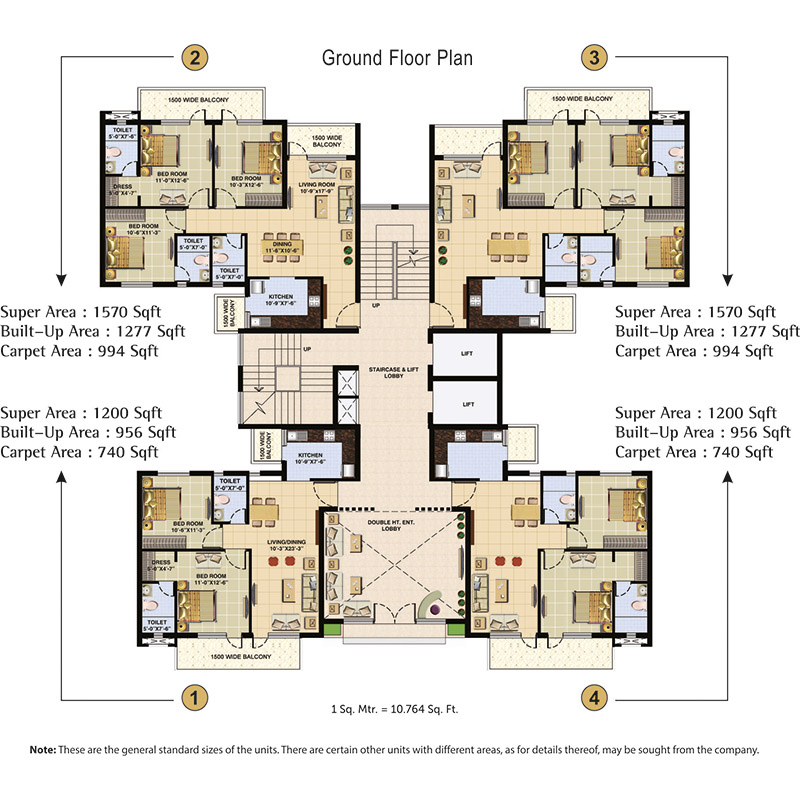 Ground Floor Plan
2
3
1500 WIDE BALCONY
1500 WIDE BALCONY
TOILET
5'-0"X7'-6"
BED ROOM
11'-0"X12'-6"
BED ROOM
10'-3"X12'-6"
1500 WIDE
BALCONY
LIVING ROOM
10'-9"x17'-9"
DRESS
5'-0"X4'-7"
BED ROOM
10'-6"X11'-3"
TOILET
5'-0"X7'-0"
TOILET
5'-0"X7'-0"
DINING
11'-6"X10'-6"
KITCHEN
10'-9"X7'-6"
1500 WIDE
BALCONY
UP
UP
STAIRCASE & LIFT
LOBBY
LIFT
LIFT
Super Area : 1570 Sqft
Built-Up Area : 1277 Sqft
Carpet Area : 994 Sqft
Super Area : 1570 Sqft
Built-Up Area : 1277 Sqft
Carpet Area : 994 Sqft
Super Area : 1200 Sqft
Built-Up Area : 956 Sqft
Carpet Area : 740 Sqft
Super Area : 1200 Sqft
Built-Up Area : 956 Sqft
Carpet Area : 740 Sqft
1500 WIDE
BALCONY
KITCHEN
10'-9"X7'-6"
TOILET
5'-0"X7'-0"
BED ROOM
10'-6"X11'-3"
LIVING/DINING
10'-3"X23'-3"
DOUBLE HT. ENT.
LOBBY
DRESS
5'-0"X4'-7"
BED ROOM
11'-0"X12'-6"
TOILET
5'-0"X7'-6"
1500 WIDE BALCONY
1
4
1 Sq. Mtr. = 10.764 Sq. Ft.
Note: These are the general standard sizes of the units. There are certain other units with different areas, as for details thereof, may be sought from the company.